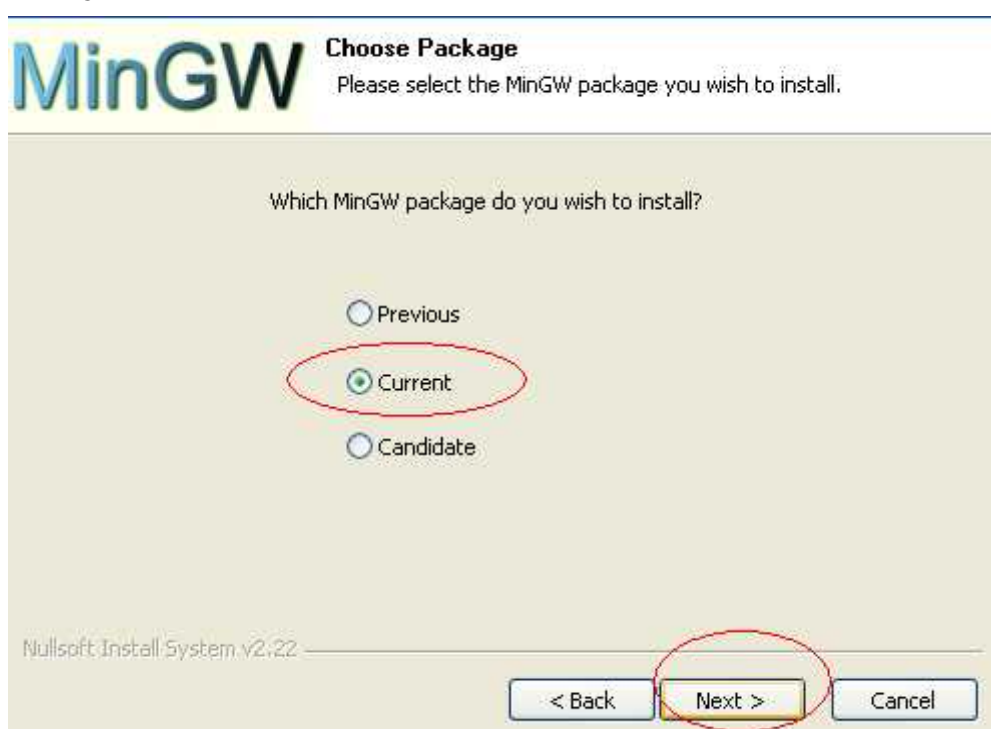 MinGW
Choose Package
Please select the MinGW package you wish to install.
Which MinGW package do you wish to install?
Previous
Current
Candidate
Nullsoft Install System v2.22
< Back
Next >
Cancel